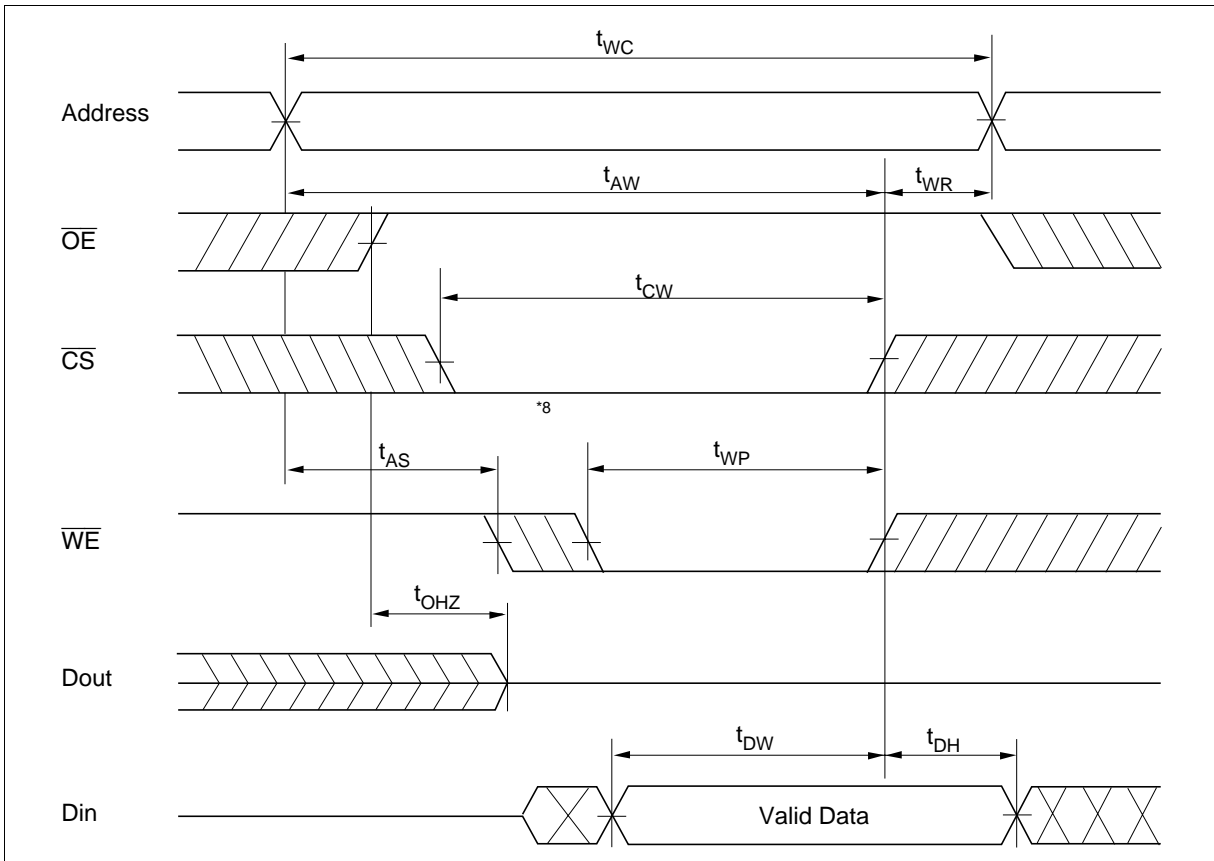 tWC
Address
tAW
tWR
OE
tCW
CS
*8
tAS
tWP
WE
tOHZ
Dout
tDW
tDH
Din
Valid Data